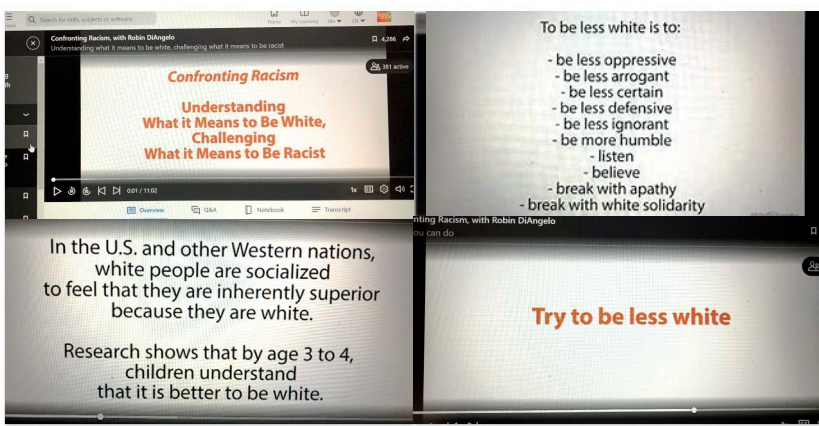 Search for skills, subjects or software
Home My Learning Me EN
Confronting Racism, with Robin DiAngelo
Understanding what it means to be white, challenging what it means to be racist
4,286
381 active
Confronting Racism
Understanding
What it Means to Be White,
Challenging
What it Means to Be Racist
0:01 / 11:02
1x
Overview Q&A Notebook Transcript
To be less white is to:
- be less oppressive
- be less arrogant
- be less certain
- be less defensive
- be less ignorant
- be more humble
- listen
- believe
- break with apathy
- break with white solidarity
In the U.S. and other Western nations,
white people are socialized
to feel that they are inherently superior
because they are white.
Research shows that by age 3 to 4,
children understand
that it is better to be white.
nting Racism, with Robin DiAngelo
ou can do
Try to be less white